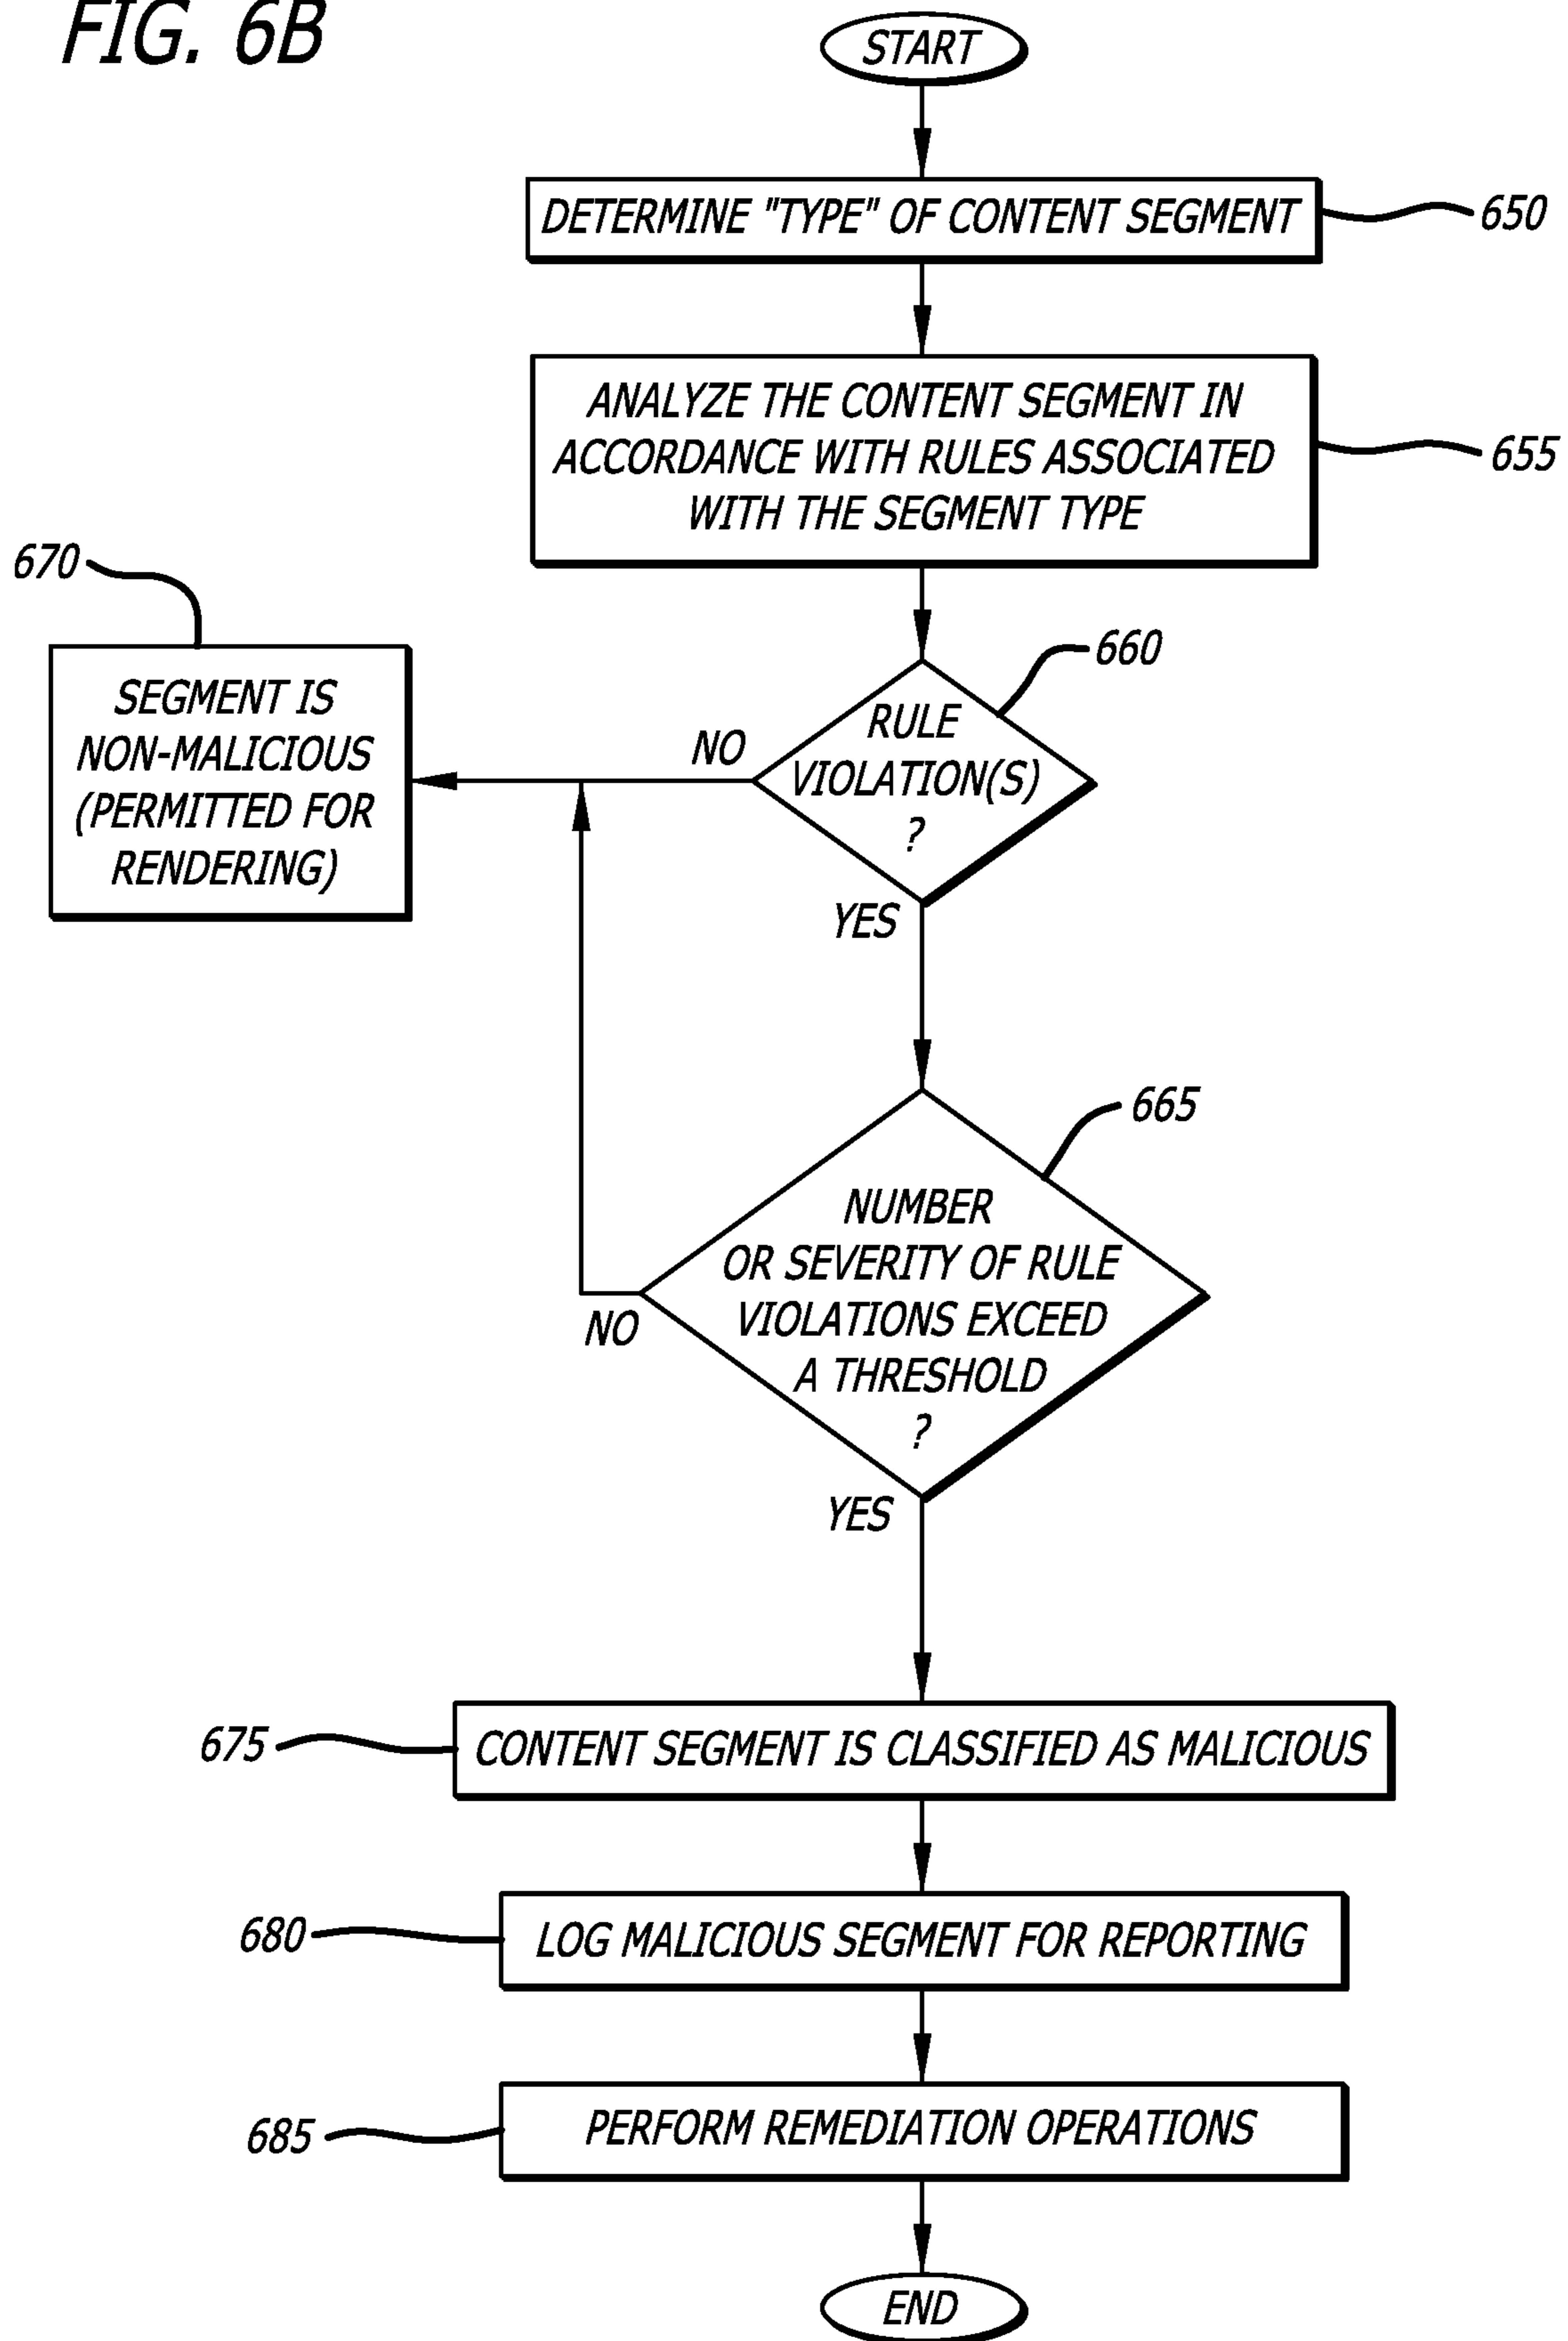 FIG. 6B
START
DETERMINE "TYPE" OF CONTENT SEGMENT
650
ANALYZE THE CONTENT SEGMENT IN
ACCORDANCE WITH RULES ASSOCIATED
WITH THE SEGMENT TYPE
655
670
SEGMENT IS
NON-MALICIOUS
(PERMITTED FOR
RENDERING)
660
RULE
VIOLATION(S)
?
NO
YES
665
NUMBER
OR SEVERITY OF RULE
VIOLATIONS EXCEED
A THRESHOLD
?
NO
YES
675
CONTENT SEGMENT IS CLASSIFIED AS MALICIOUS
680
LOG MALICIOUS SEGMENT FOR REPORTING
685
PERFORM REMEDIATION OPERATIONS
END